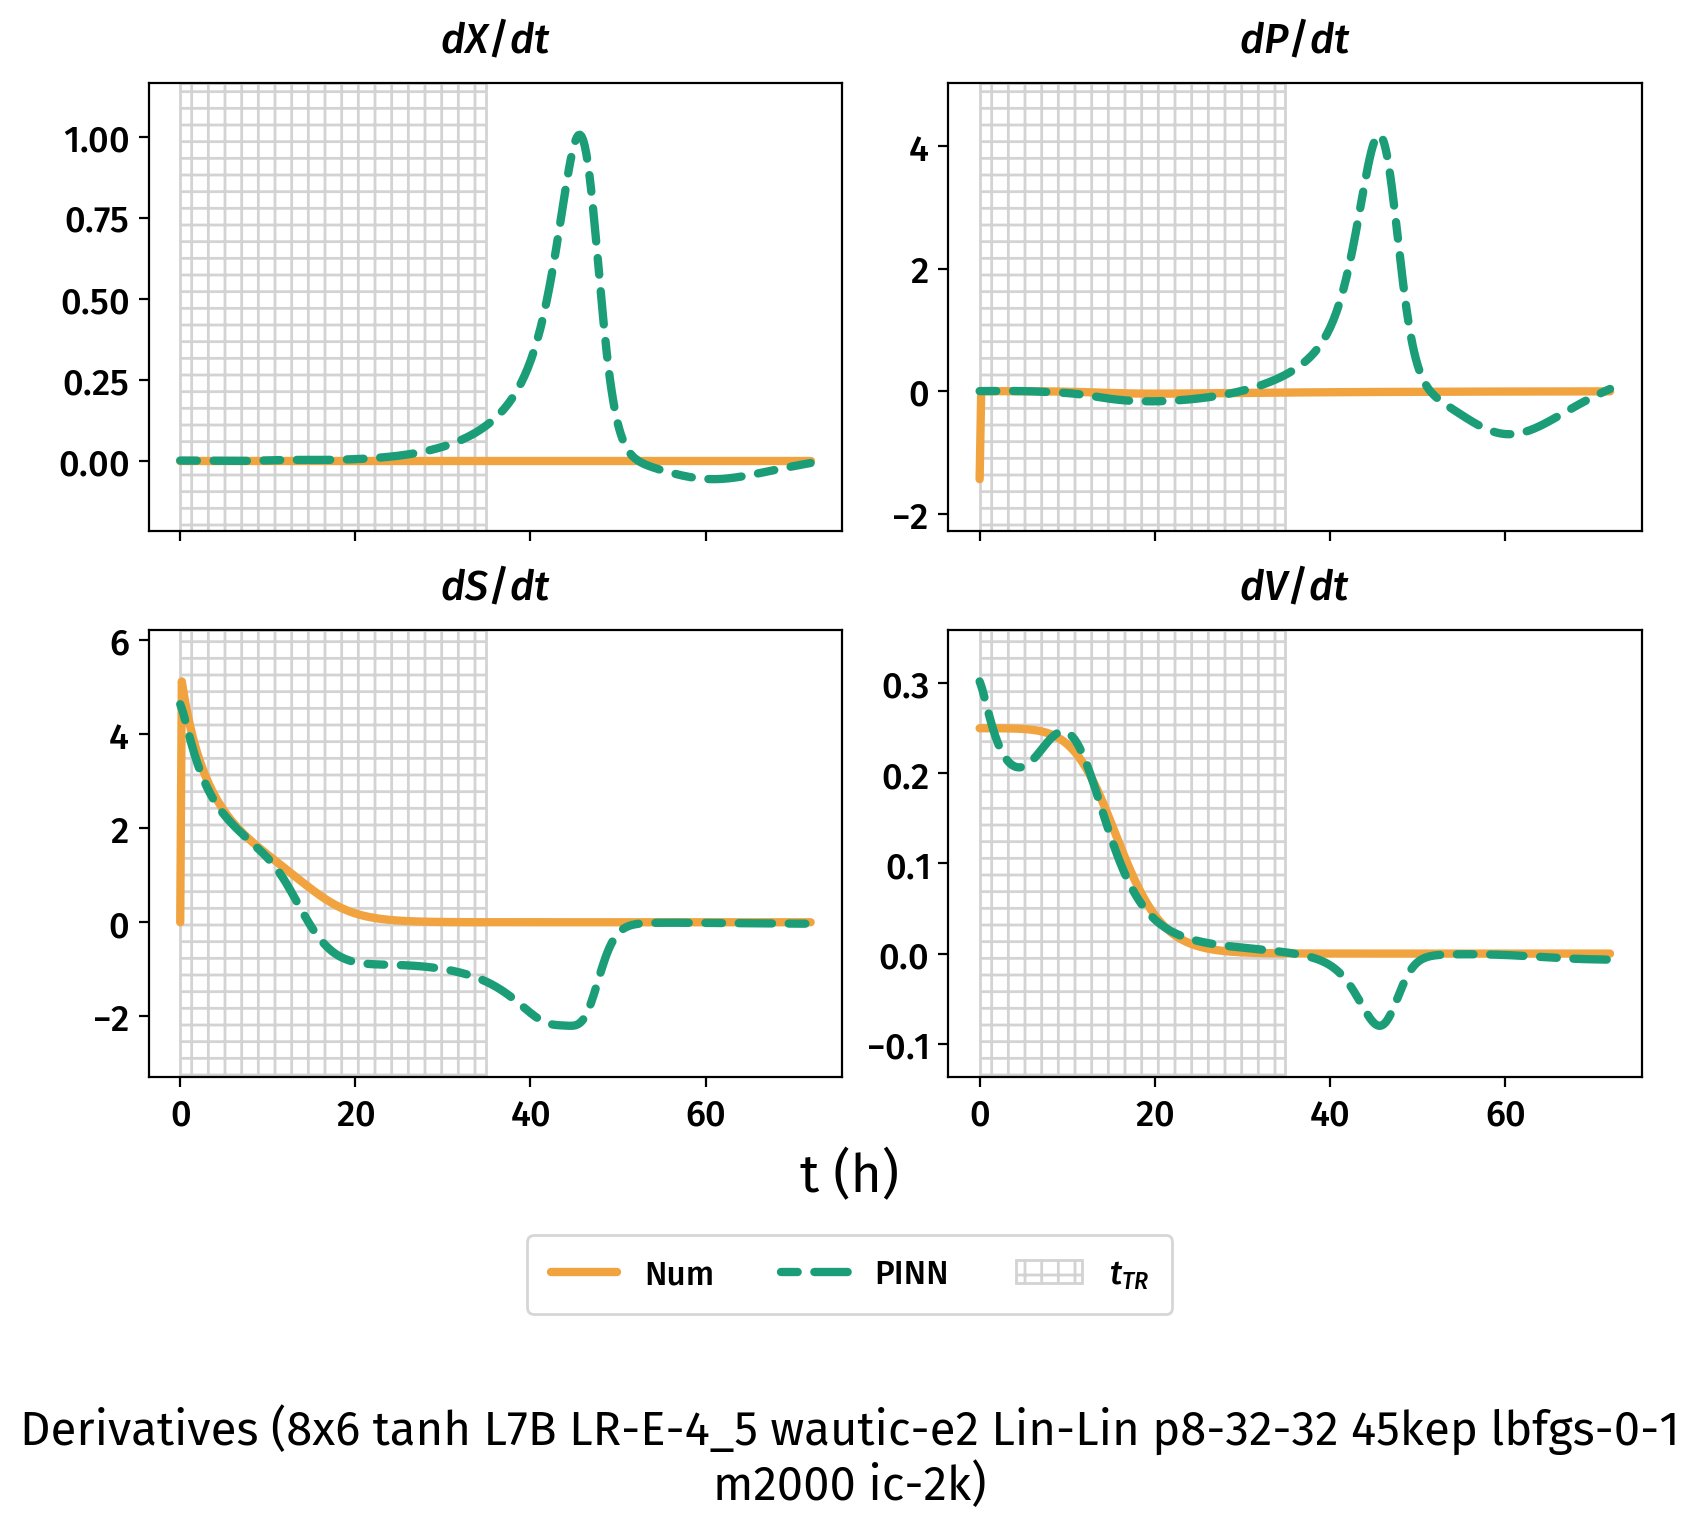 dX/dt
dP/dt
1.00
0.75
0.50
0.25
0.00
4
2
0
−2
dS/dt
dV/dt
6
4
2
0
−2
0.3
0.2
0.1
0.0
−0.1
0 20 40 60
0 20 40 60
t (h)
Num PINN tTR
Derivatives (8x6 tanh L7B LR-E-4_5 wautic-e2 Lin-Lin p8-32-32 45kep lbfgs-0-1
m2000 ic-2k)